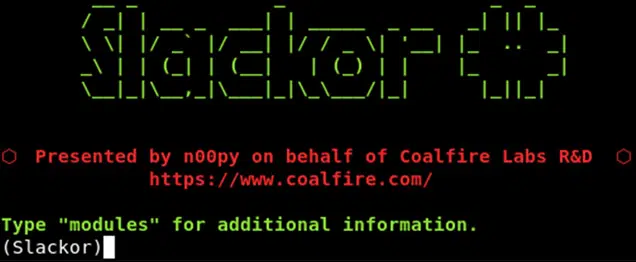 Slackor
Presented by n00py on behalf of Coalfire Labs R&D
https://www.coalfire.com/
Type "modules" for additional information.
(Slackor)